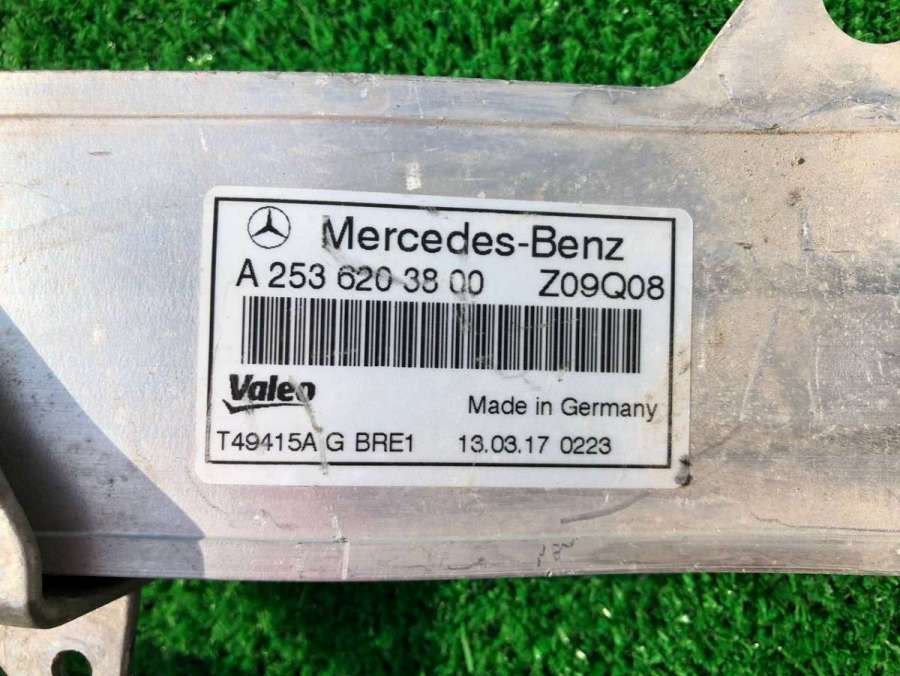 Mercedes-Benz
A 253 620 38 00 Z09Q08
Valeo
Made in Germany
T49415A G BRE1 13.03.17 0223